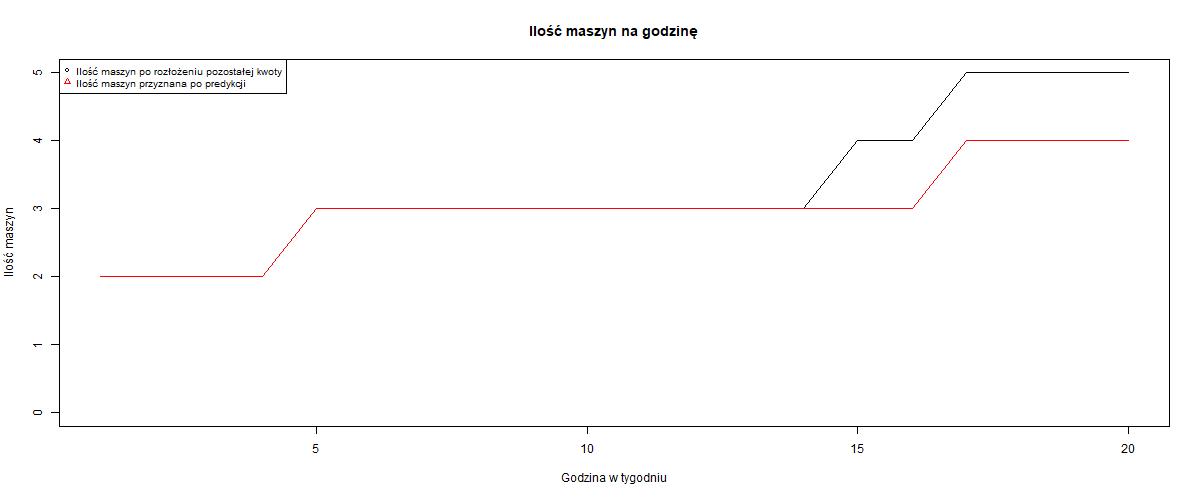 Ilość maszyn na godzinę
Ilość maszyn po rozłożeniu pozostałej kwoty
Ilość maszyn przyznana po predykcji
Ilość maszyn
5
4
3
2
1
0
5 10 15 20
Godzina w tygodniu